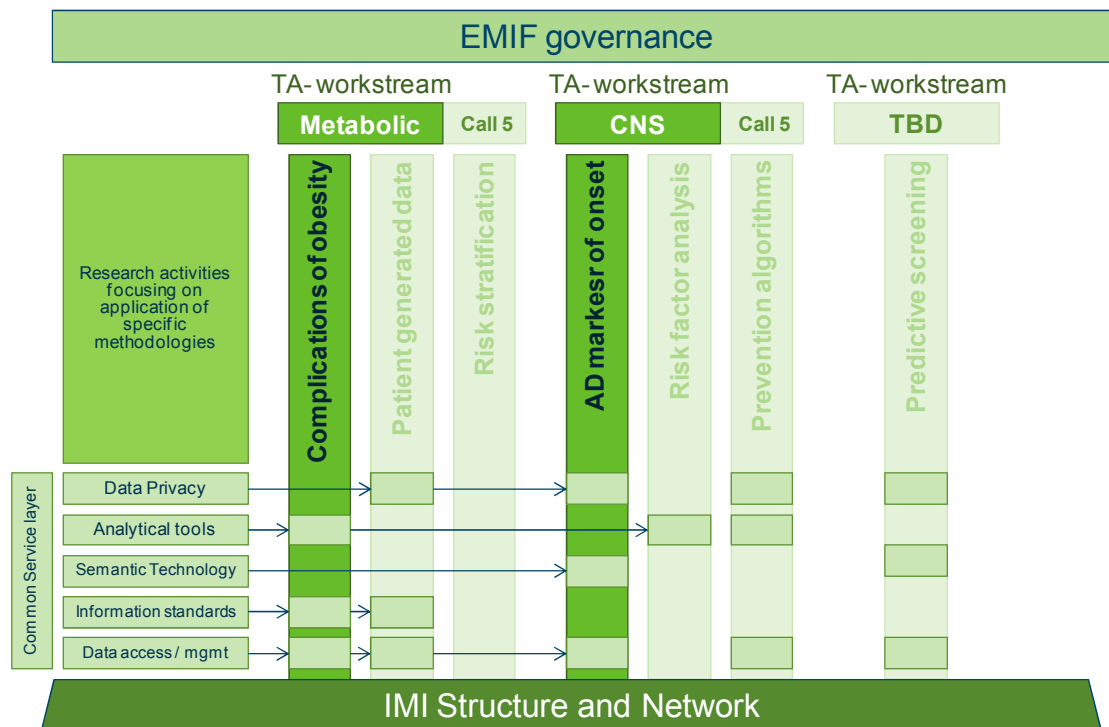 EMIF governance
TA- workstream
TA- workstream
TA- workstream
Metabolic
Call 5
CNS
Call 5
TBD
Research activities
focusing on
application of
specific
methodologies
Complications of obesity
Patient generated data
Risk stratification
AD markesr of onset
Risk factor analysis
Prevention algorithms
Predictive screening
Common Service layer
Data Privacy
Analytical tools
Semantic Technology
Information standards
Data access / mgmt
IMI Structure and Network